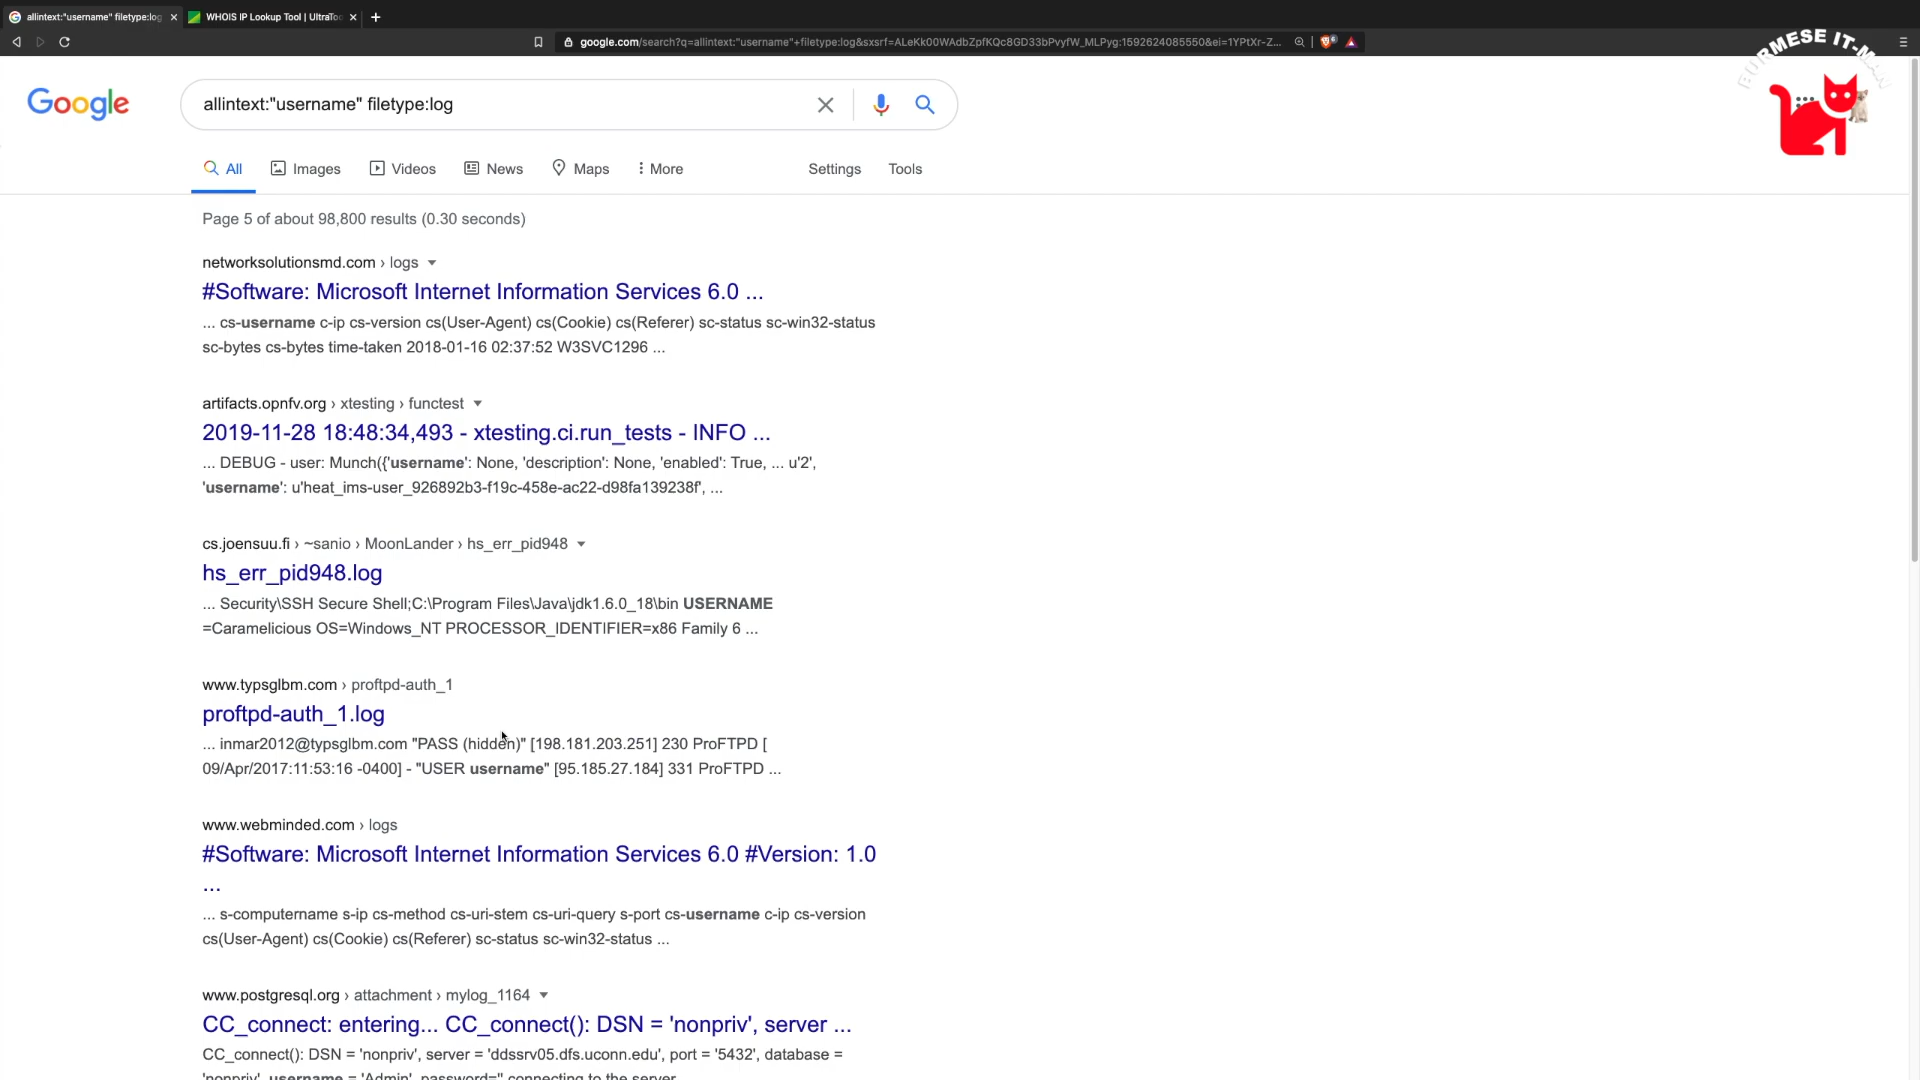 allintext:"username" filetype:log
WHOIS IP Lookup Tool | UltraToo
google.com/search?q=allintext:"username"+filetype:log&sxsrf=ALeKk00WAdbZpfKQc8GD33bPvyfW_MLPyg:1592624085550&ei=1YPtXr-Z...
BURMESE IT-MAN
Google
allintext:"username" filetype:log
All
Images
Videos
News
Maps
More
Settings
Tools
Page 5 of about 98,800 results (0.30 seconds)
networksolutionsmd.com › logs
#Software: Microsoft Internet Information Services 6.0 ...
... cs-username c-ip cs-version cs(User-Agent) cs(Cookie) cs(Referer) sc-status sc-win32-status
sc-bytes cs-bytes time-taken 2018-01-16 02:37:52 W3SVC1296 ...
artifacts.opnfv.org › xtesting › functest
2019-11-28 18:48:34,493 - xtesting.ci.run_tests - INFO ...
... DEBUG - user: Munch({'username': None, 'description': None, 'enabled': True, ... u'2',
'username': u'heat_ims-user_926892b3-f19c-458e-ac22-d98fa139238f', ...
cs.joensuu.fi › ~sanio › MoonLander › hs_err_pid948
hs_err_pid948.log
... Security\SSH Secure Shell;C:\Program Files\Java\jdk1.6.0_18\bin USERNAME
=Caramelicious OS=Windows_NT PROCESSOR_IDENTIFIER=x86 Family 6 ...
www.typsglbm.com › proftpd-auth_1
proftpd-auth_1.log
... inmar2012@typsglbm.com "PASS (hidden)" [198.181.203.251] 230 ProFTPD [
09/Apr/2017:11:53:16 -0400] - "USER username" [95.185.27.184] 331 ProFTPD ...
www.webminded.com › logs
#Software: Microsoft Internet Information Services 6.0 #Version: 1.0
...
... s-computername s-ip cs-method cs-uri-stem cs-uri-query s-port cs-username c-ip cs-version
cs(User-Agent) cs(Cookie) cs(Referer) sc-status sc-win32-status ...
www.postgresql.org › attachment › mylog_1164
CC_connect: entering... CC_connect(): DSN = 'nonpriv', server ...
CC_connect(): DSN = 'nonpriv', server = 'ddssrv05.dfs.uconn.edu', port = '5432', database =
'nonpriv', username = 'Admin', password='' connecting to the server